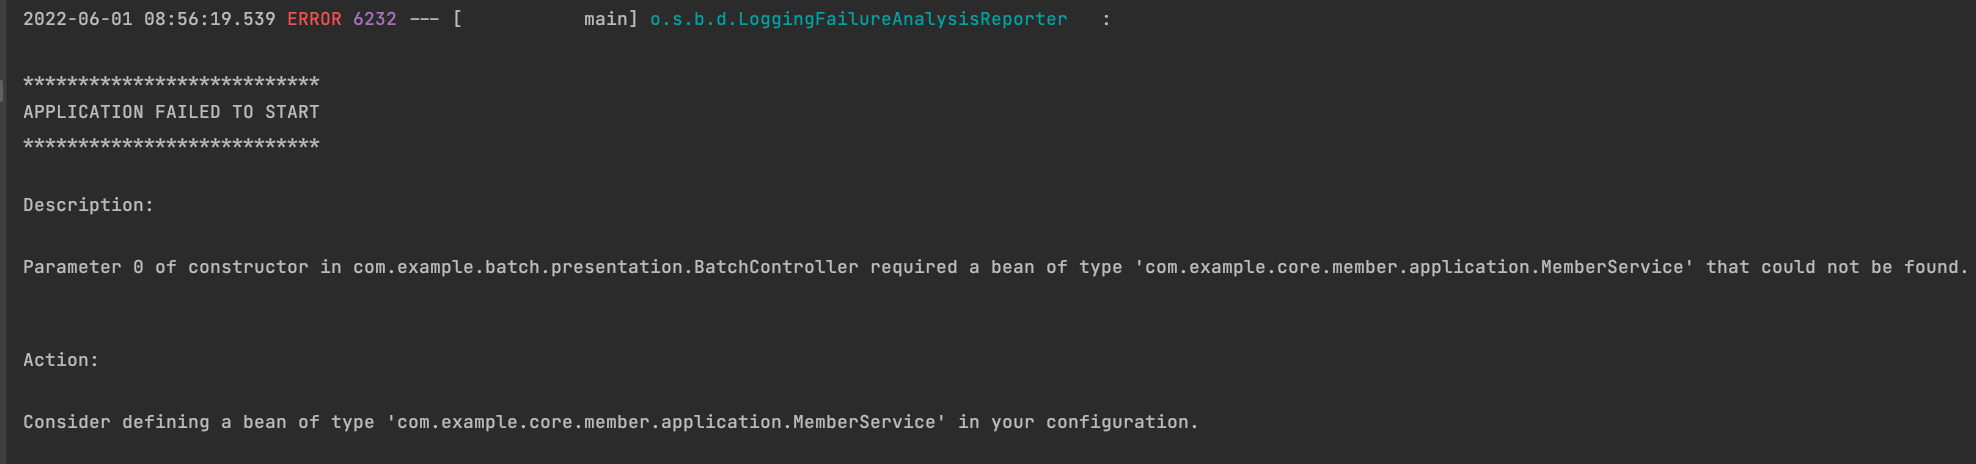 2022-06-01 08:56:19.539 ERROR 6232 --- [           main] o.s.b.d.LoggingFailureAnalysisReporter   :
***************************
APPLICATION FAILED TO START
***************************
Description:
Parameter 0 of constructor in com.example.batch.presentation.BatchController required a bean of type 'com.example.core.member.application.MemberService' that could not be found.
Action:
Consider defining a bean of type 'com.example.core.member.application.MemberService' in your configuration.